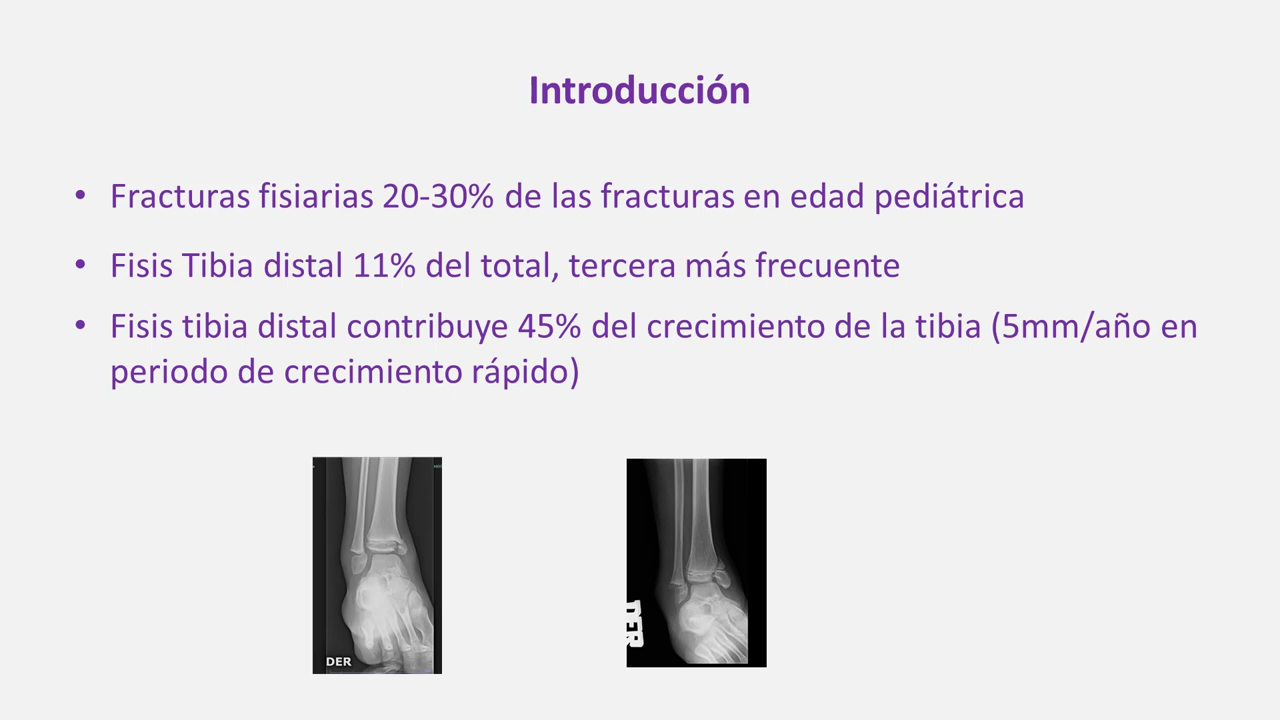 Introducción
• Fracturas fisiarias 20-30% de las fracturas en edad pediátrica
• Fisis Tibia distal 11% del total, tercera más frecuente
• Fisis tibia distal contribuye 45% del crecimiento de la tibia (5mm/año en
periodo de crecimiento rápido)
DER
DER